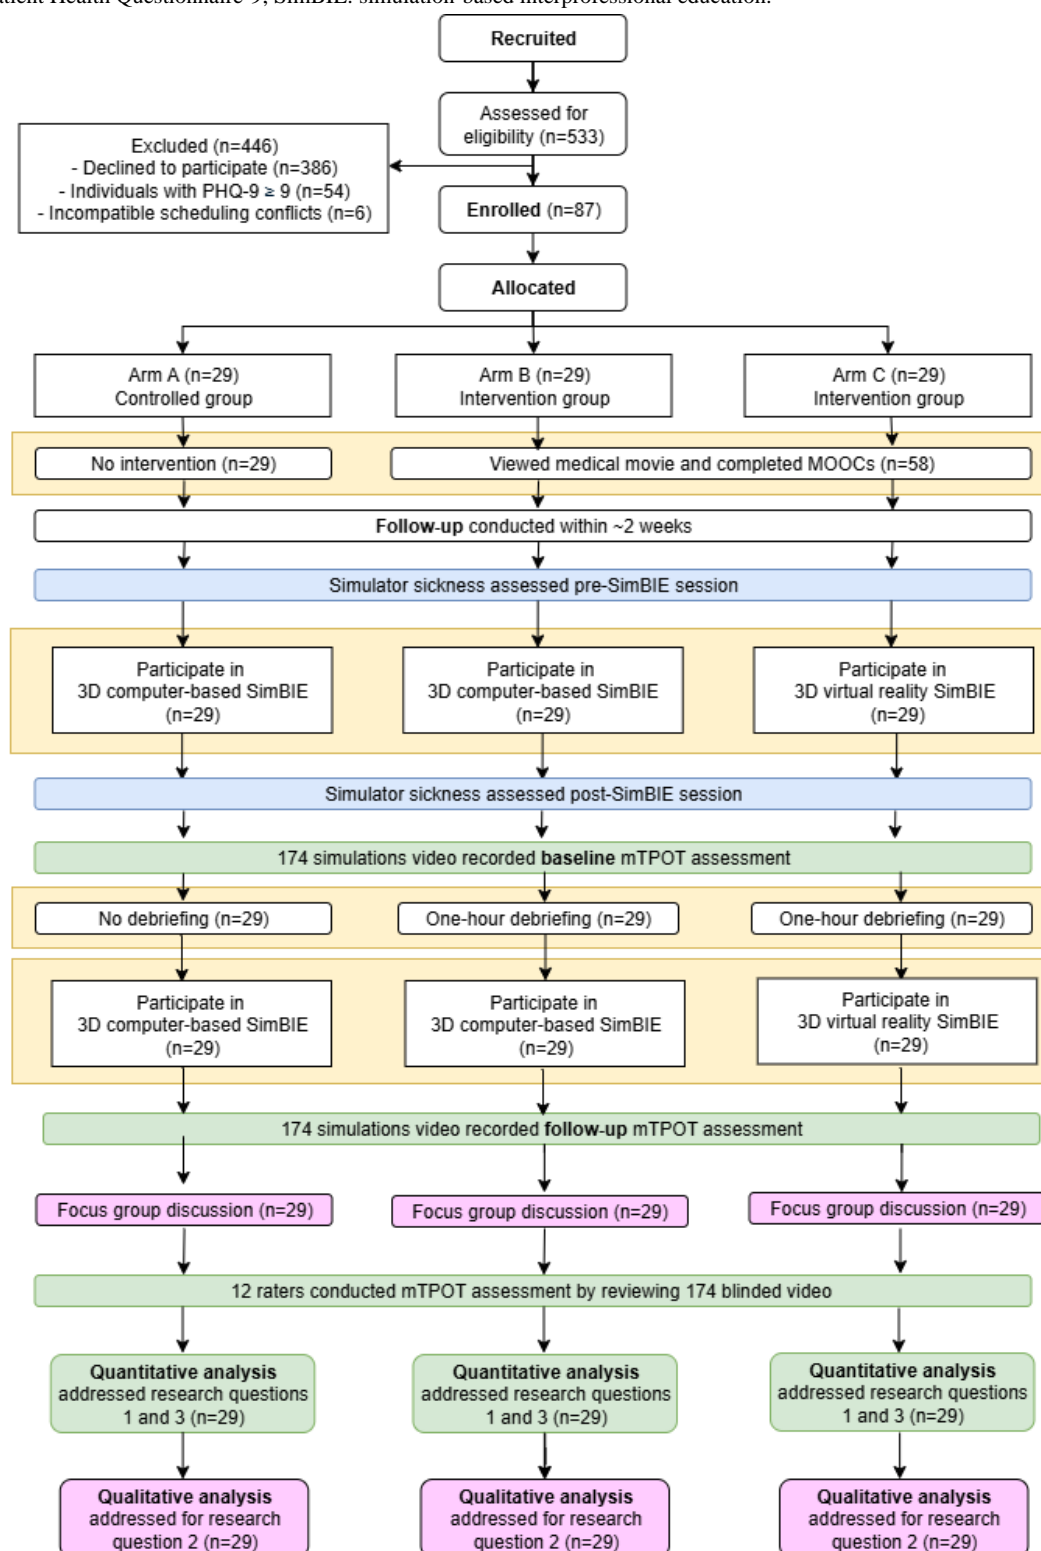 atient Health Questionnaire-9; SimBIE: simulation-based interprofessional education.
Recruited
Assessed for
eligibility (n=533)
Excluded (n=446)
- Declined to participate (n=386)
- Individuals with PHQ-9 ≥ 9 (n=54)
- Incompatible scheduling conflicts (n=6)
Enrolled (n=87)
Allocated
Arm A (n=29)
Controlled group
Arm B (n=29)
Intervention group
Arm C (n=29)
Intervention group
No intervention (n=29)
Viewed medical movie and completed MOOCs (n=58)
Follow-up conducted within ~2 weeks
Simulator sickness assessed pre-SimBIE session
Participate in
3D computer-based SimBIE
(n=29)
Participate in
3D computer-based SimBIE
(n=29)
Participate in
3D virtual reality SimBIE
(n=29)
Simulator sickness assessed post-SimBIE session
174 simulations video recorded baseline mTPOT assessment
No debriefing (n=29)
One-hour debriefing (n=29)
One-hour debriefing (n=29)
Participate in
3D computer-based SimBIE
(n=29)
Participate in
3D computer-based SimBIE
(n=29)
Participate in
3D virtual reality SimBIE
(n=29)
174 simulations video recorded follow-up mTPOT assessment
Focus group discussion (n=29)
Focus group discussion (n=29)
Focus group discussion (n=29)
12 raters conducted mTPOT assessment by reviewing 174 blinded video
Quantitative analysis
addressed research questions
1 and 3 (n=29)
Quantitative analysis
addressed research questions
1 and 3 (n=29)
Quantitative analysis
addressed research questions
1 and 3 (n=29)
Qualitative analysis
addressed for research
question 2 (n=29)
Qualitative analysis
addressed for research
question 2 (n=29)
Qualitative analysis
addressed for research
question 2 (n=29)